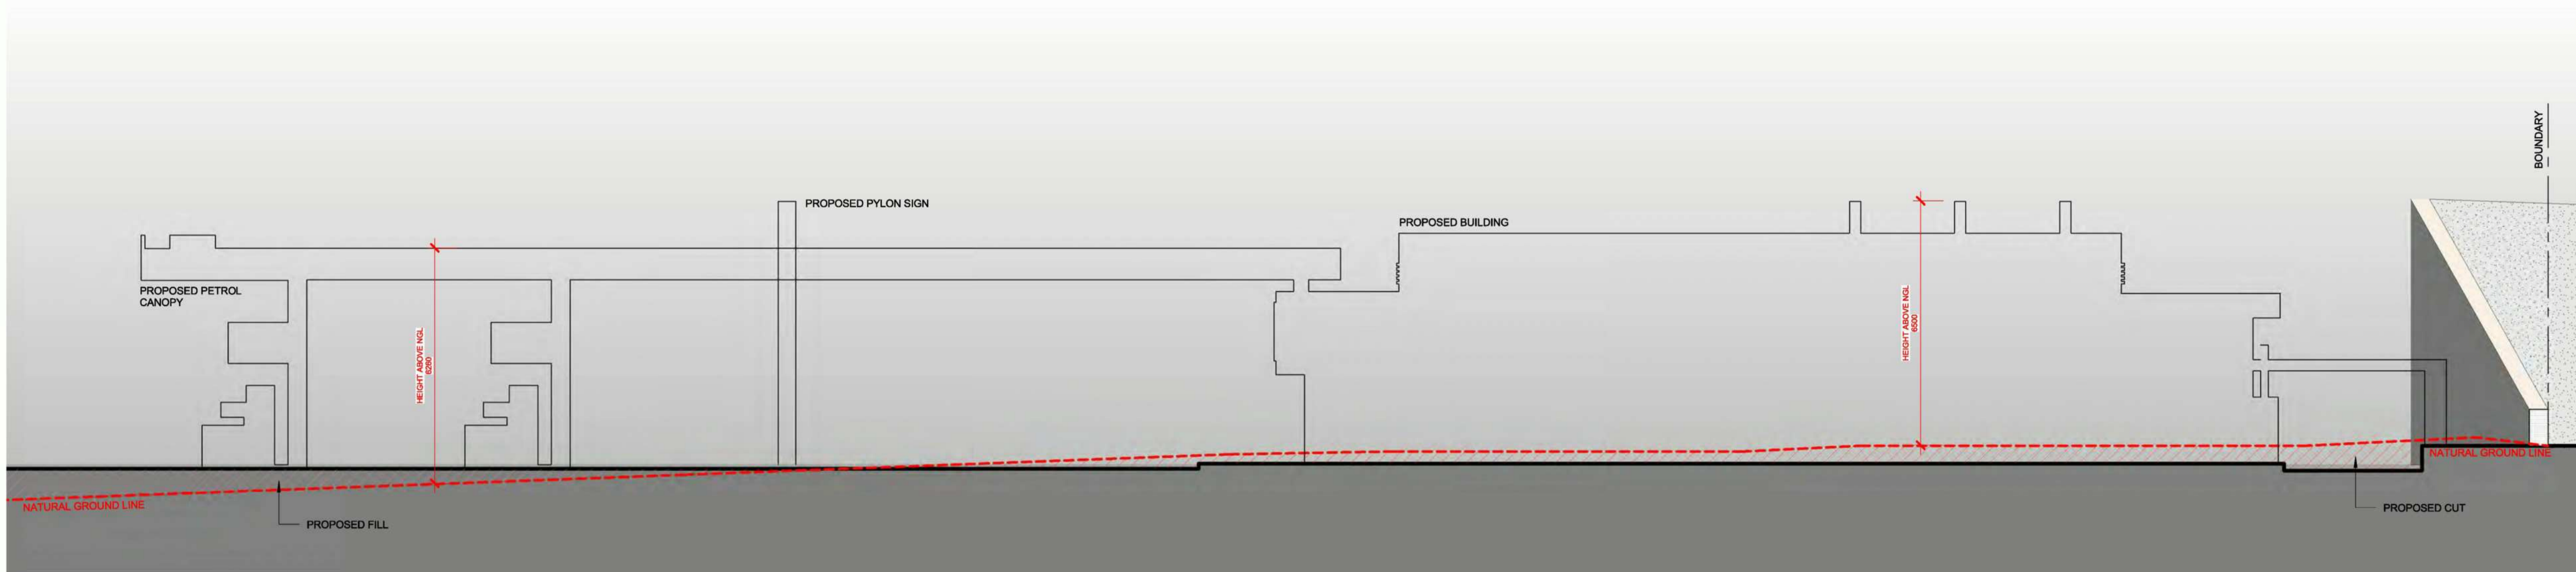 BOUNDARY
PROPOSED PYLON SIGN
PROPOSED BUILDING
PROPOSED PETROL
CANOPY
HEIGHT ABOVE NGL
6260
HEIGHT ABOVE NGL
6500
NATURAL GROUND LINE
NATURAL GROUND LINE
PROPOSED FILL
PROPOSED CUT